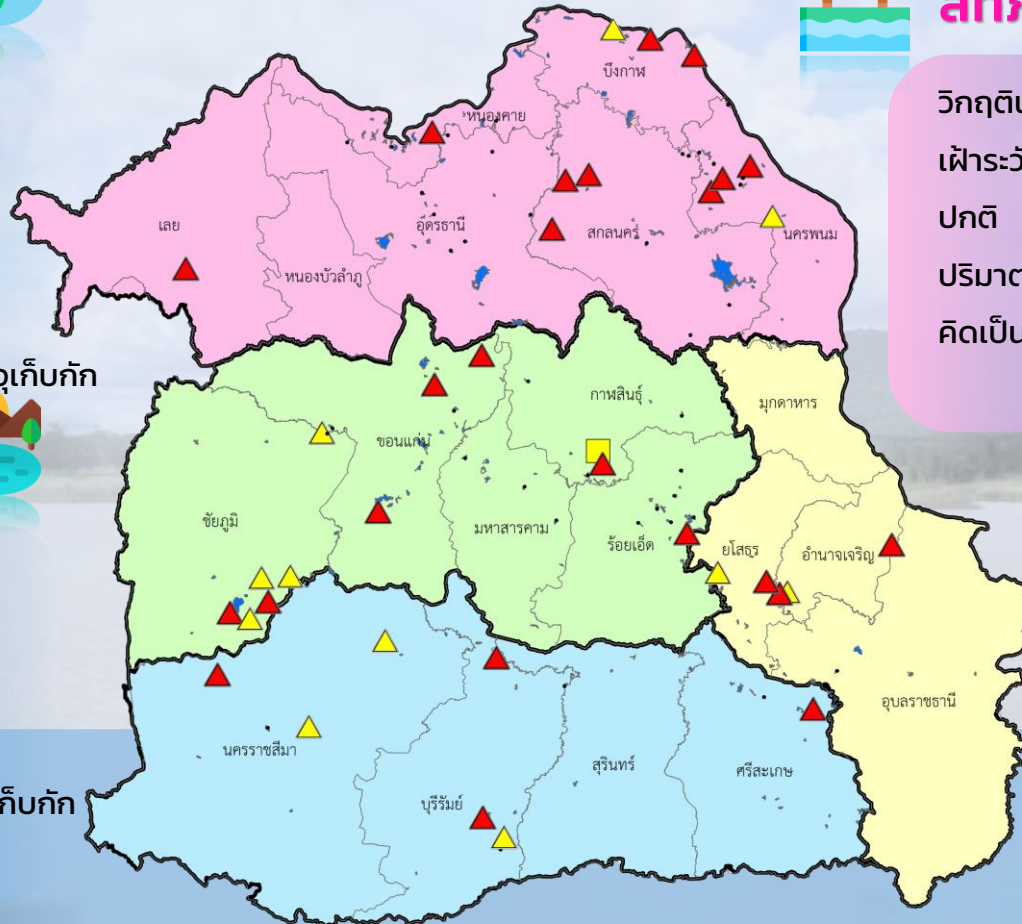 วิกฤติ
เฝ้าระวัง
ปกติ
คิดเป็น
เก็บกัก
เก็บกัก
บึงกาฬ
หนองคาย
เลย
อุดรธานี
สกลนคร
นครพนม
หนองบัวลำภู
มุกดาหาร
กาฬสินธุ์
ขอนแก่น
ชัยภูมิ
มหาสารคาม
ร้อยเอ็ด
ยโสธร
อำนาจเจริญ
อุบลราชธานี
นครราชสีมา
สุรินทร์
ศรีสะเกษ
บุรีรัมย์